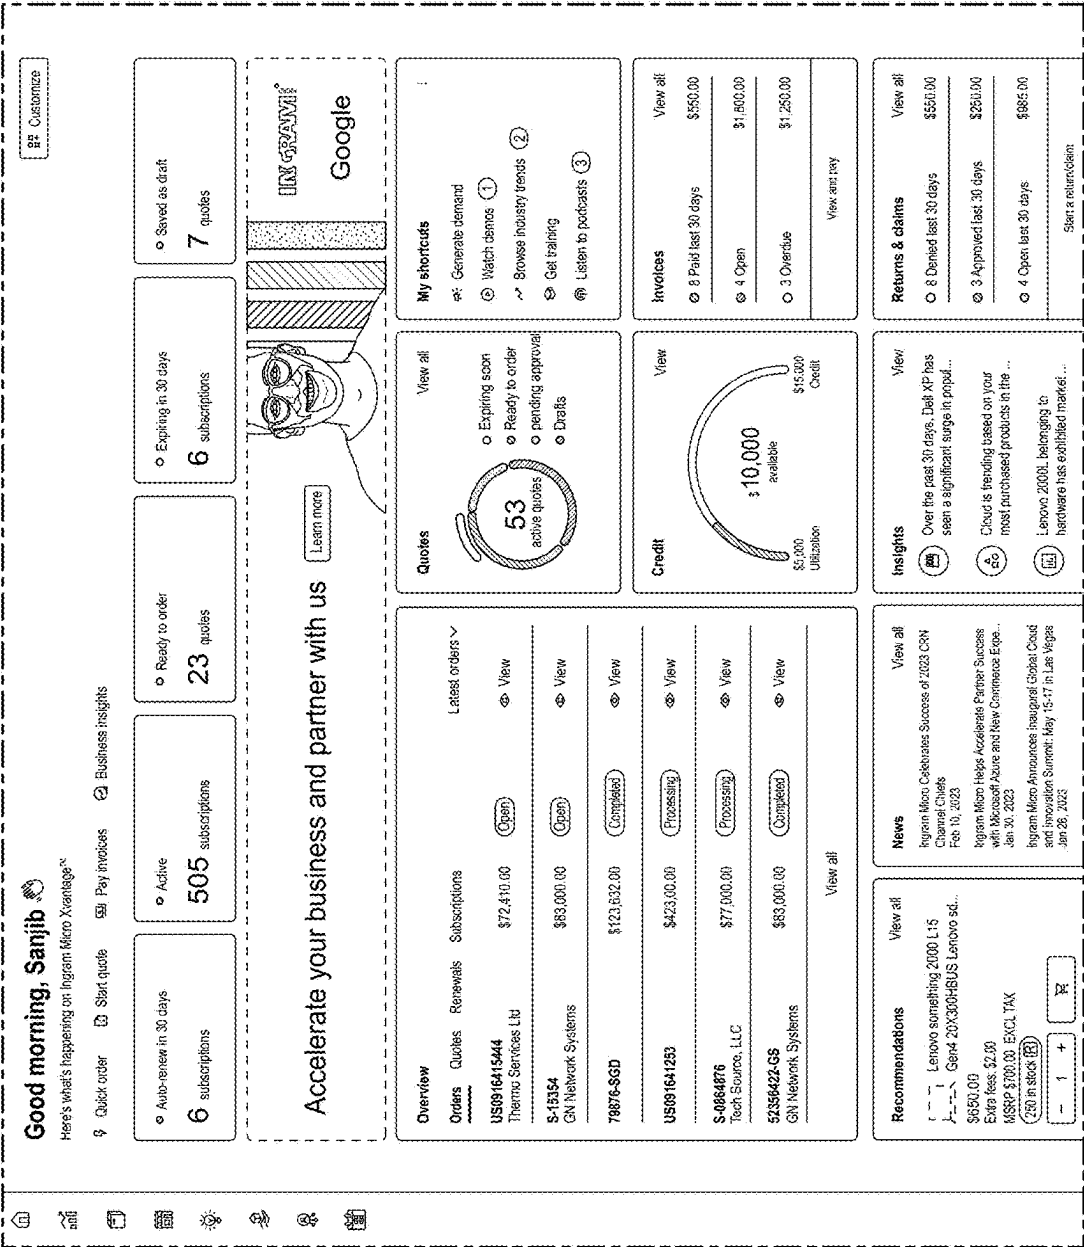 Customize
Good morning, Sanjib
Here's what's happening on Ingram Micro Xvantage™
Quick order
Start quote
Pay invoices
Business insights
Auto-renew in 30 days
6 subscriptions
Active
505 subscriptions
Ready to order
23 quotes
Expiring in 30 days
6 subscriptions
Saved as draft
7 quotes
Accelerate your business and partner with us
Learn more
INGRAM
Google
Overview
Orders Quotes Renewals Subscriptions
Latest orders
US0916415444
Thermo Services Ltd
$72,410.00
Open
View
S-15354
GN Network Systems
$83,000.00
Open
View
79876-SGD
$123,632.00
Completed
View
US091641253
$423,00.00
Processing
View
S-0864876
Tech Source, LLC
$77,000.00
Processing
View
52356422-GS
GN Network Systems
$83,000.00
Completed
View
View all
Quotes
View all
53
active quotes
Expiring soon
Ready to order
pending approval
Drafts
My shortcuts
Generate demand
Watch demos 1
Browse industry trends 2
Get training
Listen to podcasts 3
Credit
View
$10,000
available
$5,000
Utilization
$15,000
Credit
Invoices
View all
8 Paid last 30 days
$550.00
4 Open
$1,800.00
3 Overdue
$1,250.00
View and pay
Recommendations
View all
Lenovo something 2000 L15
Gen4 20X300HBUS Lenovo sd...
$650.00
Extra fees: $2.00
MSRP $700.00 EXCL TAX
250 in stock R
− 1 +
News
View all
Ingram Micro Celebrates Success of 2023 CRN
Channel Chiefs
Feb 10, 2023
Ingram Micro Helps Accelerate Partner Success
with Microsoft Azure and New Commerce Expe...
Jan 30, 2023
Ingram Micro Announces Inaugural Global Cloud
and Innovation Summit: May 15-17 in Las Vegas
Jan 26, 2023
Insights
View
Over the past 30 days, Dell XP has
seen a significant surge in popul...
Cloud is trending based on your
most purchased products in the ...
Lenovo 2000L belonging to
hardware has exhibited market ...
Returns & claims
View all
8 Denied last 30 days
$550.00
3 Approved last 30 days
$250.00
4 Open last 30 days
$985.00
Start a return/claim